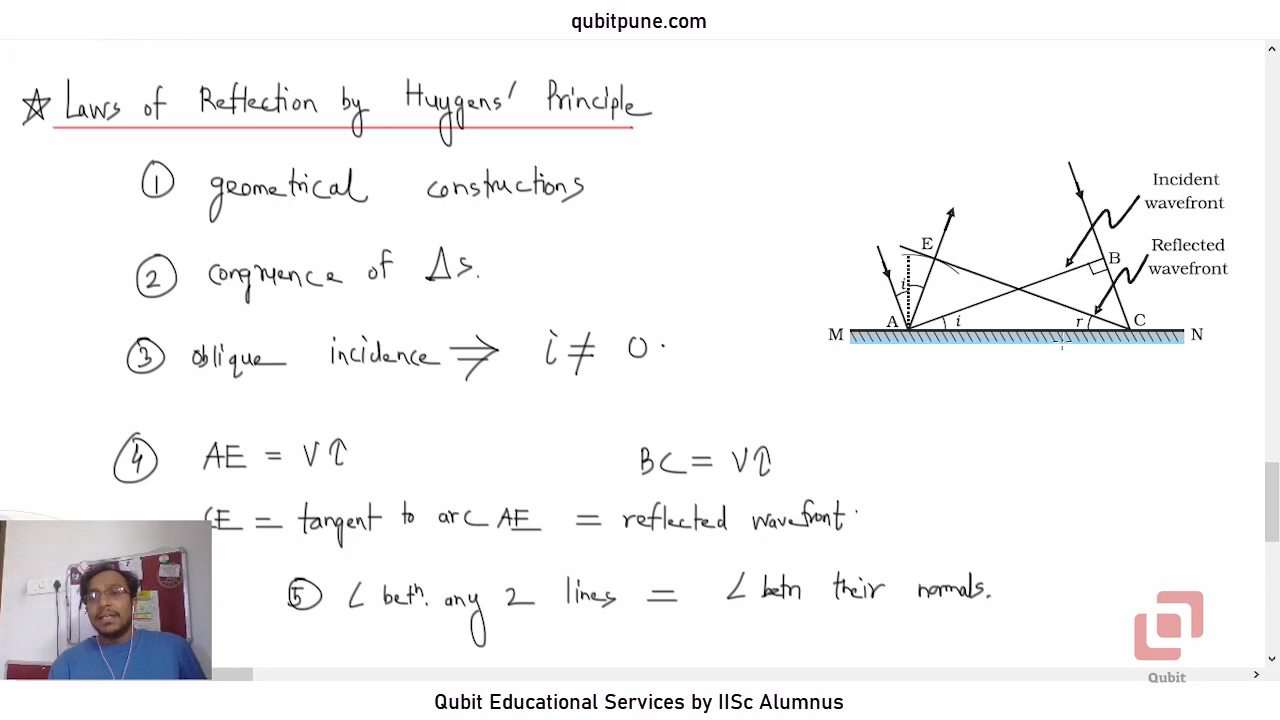 qubitpune.com
☆ Laws of Reflection by Huygens' Principle
① geometrical constructions
② congruence of Δs.
③ oblique incidence ⇒ i ≠ 0.
④ AE = vτ BC = vτ
CE = tangent to arc AE = reflected wavefront.
⑤ ∠ betn. any 2 lines = ∠ betn their normals.
Incident
wavefront
Reflected
wavefront
E
B
i
A
i
r
C
M
N
Qubit
Qubit Educational Services by IISc Alumnus